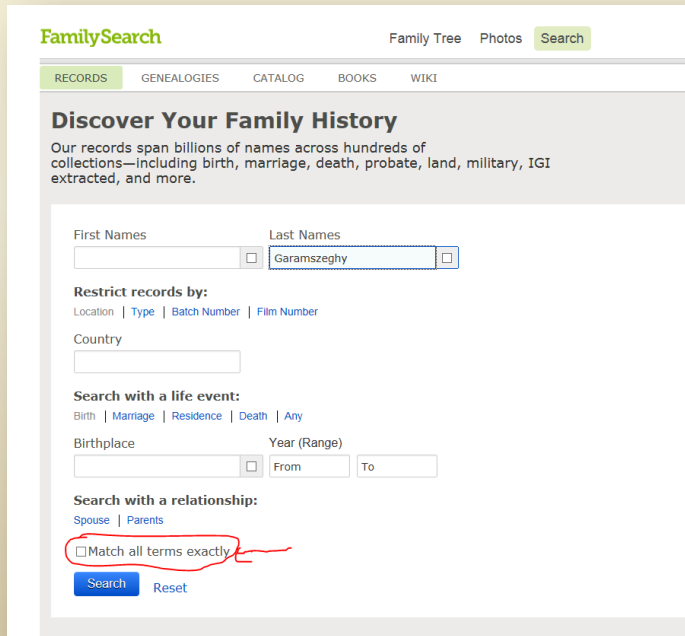 FamilySearch
Family Tree Photos Search
RECORDS GENEALOGIES CATALOG BOOKS WIKI
Discover Your Family History
Our records span billions of names across hundreds of
collections—including birth, marriage, death, probate, land, military, IGI
extracted, and more.
First Names Last Names
Garamszeghy
Restrict records by:
Location | Type | Batch Number | Film Number
Country
Search with a life event:
Birth | Marriage | Residence | Death | Any
Birthplace Year (Range)
From To
Search with a relationship:
Spouse | Parents
Match all terms exactly
Search Reset